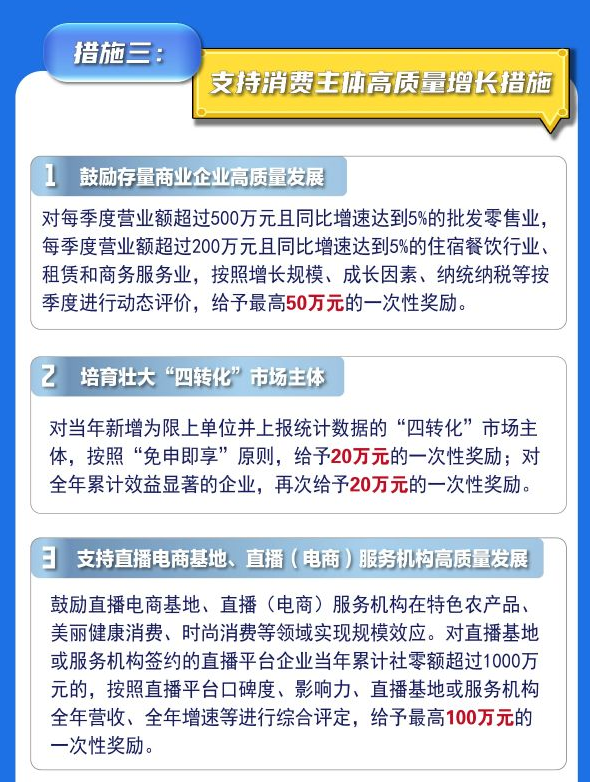 措施三：
支持消费主体高质量增长措施
1 鼓励存量商业企业高质量发展
对每季度营业额超过500万元且同比增速达到5%的批发零售业，
每季度营业额超过200万元且同比增速达到5%的住宿餐饮行业、
租赁和商务服务业，按照增长规模、成长因素、纳统纳税等按
季度进行动态评价，给予最高50万元的一次性奖励。
2 培育壮大“四转化”市场主体
对当年新增为限上单位并上报统计数据的“四转化”市场主
体，按照“免申即享”原则，给予20万元的一次性奖励；对
全年累计效益显著的企业，再次给予20万元的一次性奖励。
3 支持直播电商基地、直播（电商）服务机构高质量发展
鼓励直播电商基地、直播（电商）服务机构在特色农产品、
美丽健康消费、时尚消费等领域实现规模效应。对直播基地
或服务机构签约的直播平台企业当年累计社零额超过1000万
元的，按照直播平台口碑度、影响力、直播基地或服务机构
全年营收、全年增速等进行综合评定，给予最高100万元的
一次性奖励。